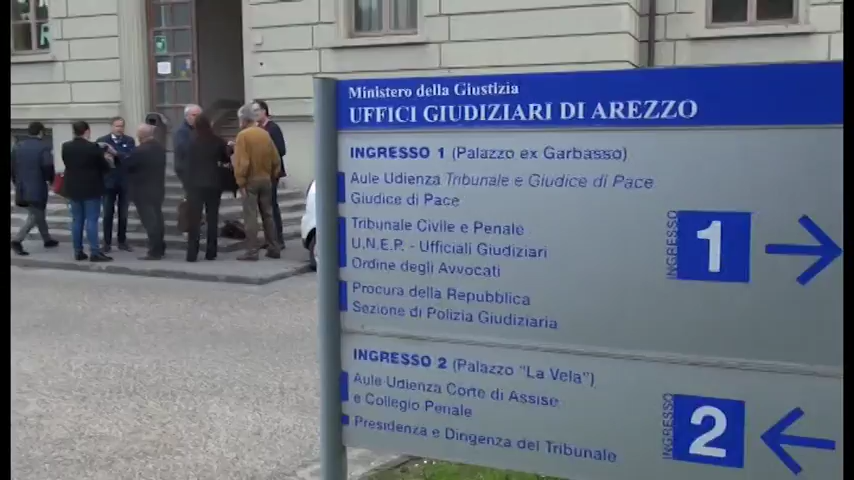 Ministero della Giustizia
UFFICI GIUDIZIARI DI AREZZO
INGRESSO 1 (Palazzo ex Garbasso)
Aule Udienza Tribunale e Giudice di Pace
Giudice di Pace
Tribunale Civile e Penale
U.N.E.P. - Ufficiali Giudiziari
Ordine degli Avvocati
Procura della Repubblica
Sezione di Polizia Giudiziaria
INGRESSO 1
INGRESSO 2 (Palazzo "La Vela")
Aule Udienza Corte di Assise
e Collegio Penale
Presidenza e Dirigenza del Tribunale
INGRESSO 2